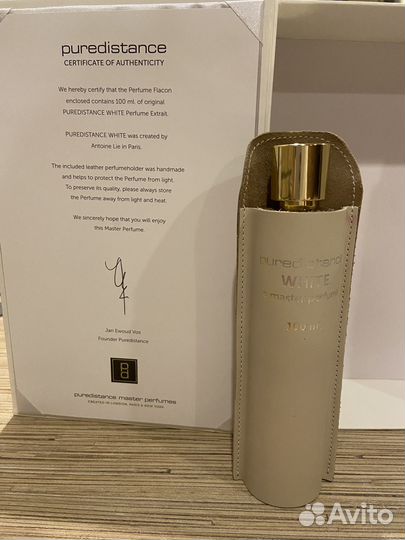 puredistance
CERTIFICATE OF AUTHENTICITY
We hereby certify that the Perfume Flacon
enclosed contains 100 ml. of original
PUREDISTANCE WHITE Perfume Extrait.
PUREDISTANCE WHITE was created by
Antoine Lie in Paris.
The included leather perfumeholder was handmade
and helps to protect the Perfume from light.
To preserve its quality, please always store
the Perfume away from light and heat.
We sincerely hope that you will enjoy
this Master Perfume.
Jan Ewoud Vos
Founder Puredistance
puredistance master perfumes
CREATED IN LONDON, PARIS & NEW YORK
puredistance
WHITE
master perfume
100 ml.
Avito